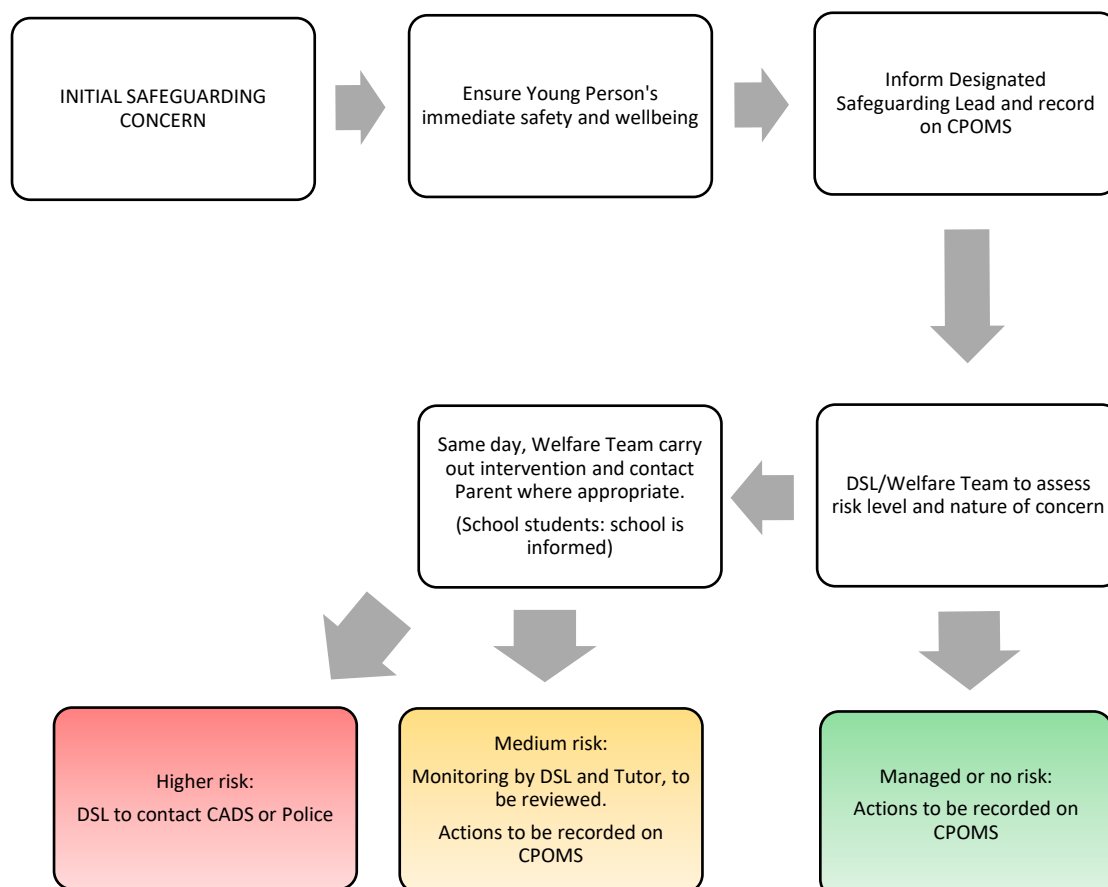 INITIAL SAFEGUARDING
CONCERN
Ensure Young Person's
immediate safety and wellbeing
Inform Designated
Safeguarding Lead and record
on CPOMS
DSL/Welfare Team to assess
risk level and nature of concern
Same day, Welfare Team carry
out intervention and contact
Parent where appropriate.
(School students: school is
informed)
Higher risk:
DSL to contact CADS or Police
Medium risk:
Monitoring by DSL and Tutor, to
be reviewed.
Actions to be recorded on
CPOMS
Managed or no risk:
Actions to be recorded on
CPOMS